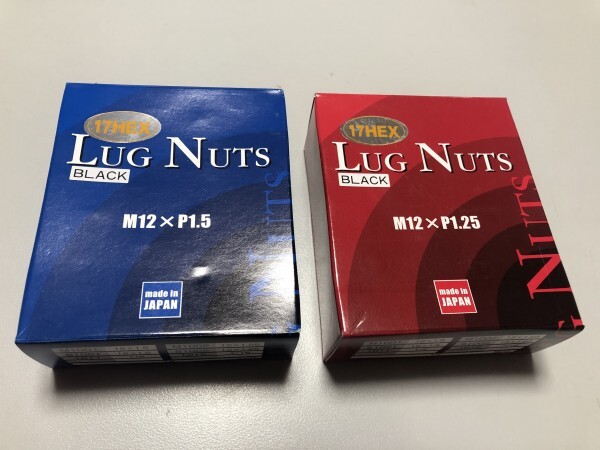 17HEX
LUG NUTS
BLACK
M12×P1.5
made in
JAPAN
NUTS
17HEX
LUG NUTS
BLACK
M12×P1.25
made in
JAPAN
NUTS